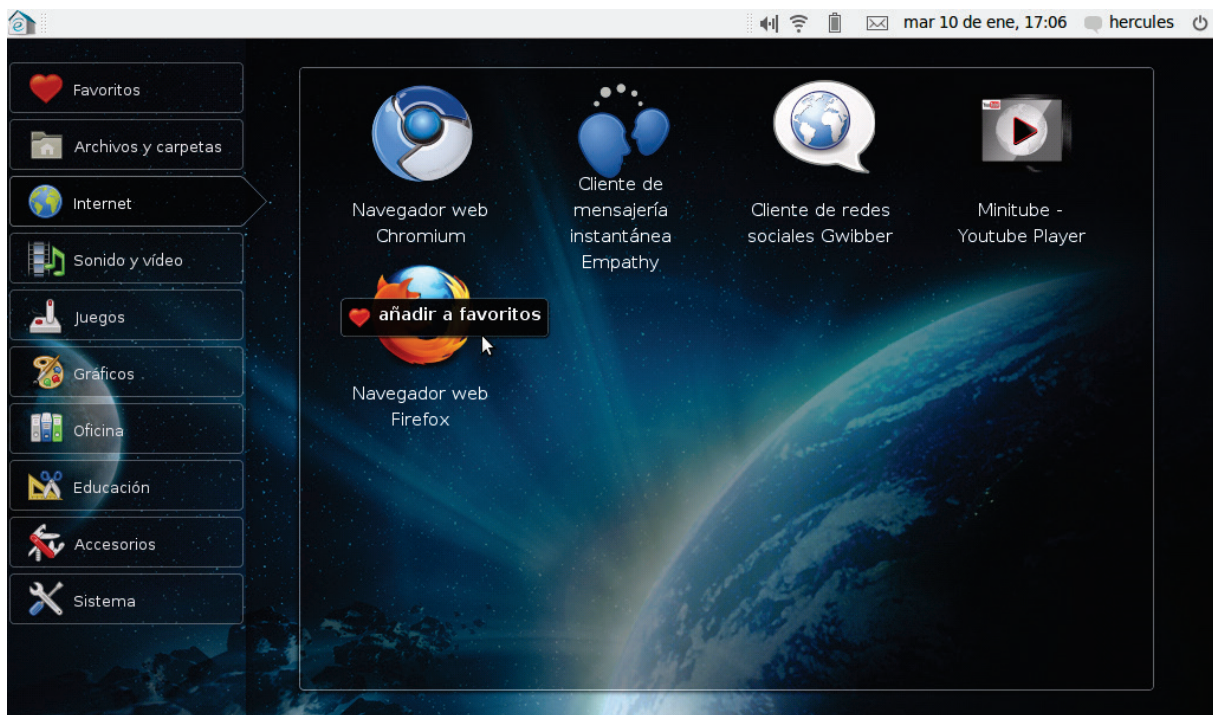 mar 10 de ene, 17:06 hercules
Favoritos
Archivos y carpetas
Internet
Sonido y vídeo
Juegos
Gráficos
Oficina
Educación
Accesorios
Sistema
Navegador web
Chromium
Cliente de
mensajería
instantánea
Empathy
Cliente de redes
sociales Gwibber
Minitube -
Youtube Player
añadir a favoritos
Navegador web
Firefox